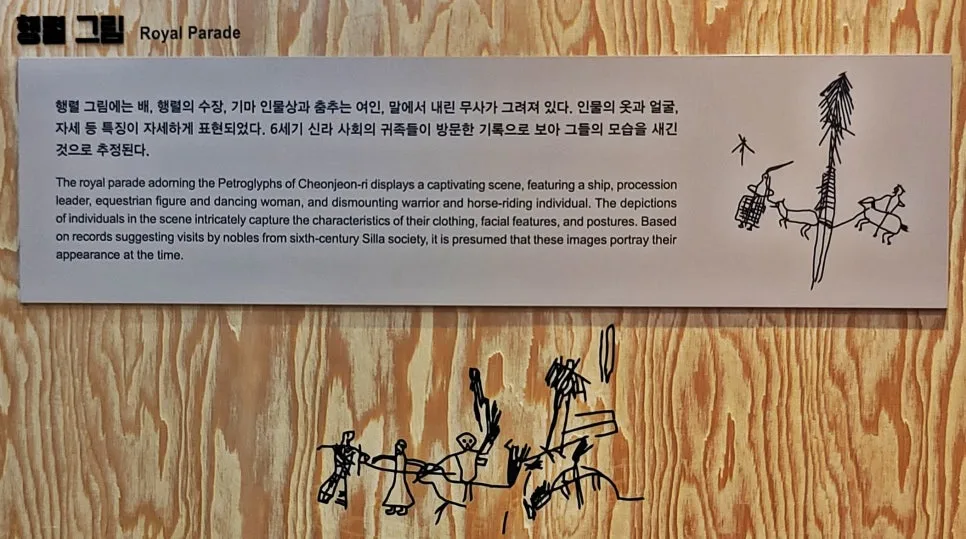 행렬 그림 Royal Parade
행렬 그림에는 배, 행렬의 수장, 기마 인물상과 춤추는 여인, 말에서 내린 무사가 그려져 있다. 인물의 옷과 얼굴,
자세 등 특징이 자세하게 표현되었다. 6세기 신라 사회의 귀족들이 방문한 기록으로 보아 그들의 모습을 새긴
것으로 추정된다.
The royal parade adorning the Petroglyphs of Cheonjeon-ri displays a captivating scene, featuring a ship, procession
leader, equestrian figure and dancing woman, and dismounting warrior and horse-riding individual. The depictions
of individuals in the scene intricately capture the characteristics of their clothing, facial features, and postures. Based
on records suggesting visits by nobles from sixth-century Silla society, it is presumed that these images portray their
appearance at the time.